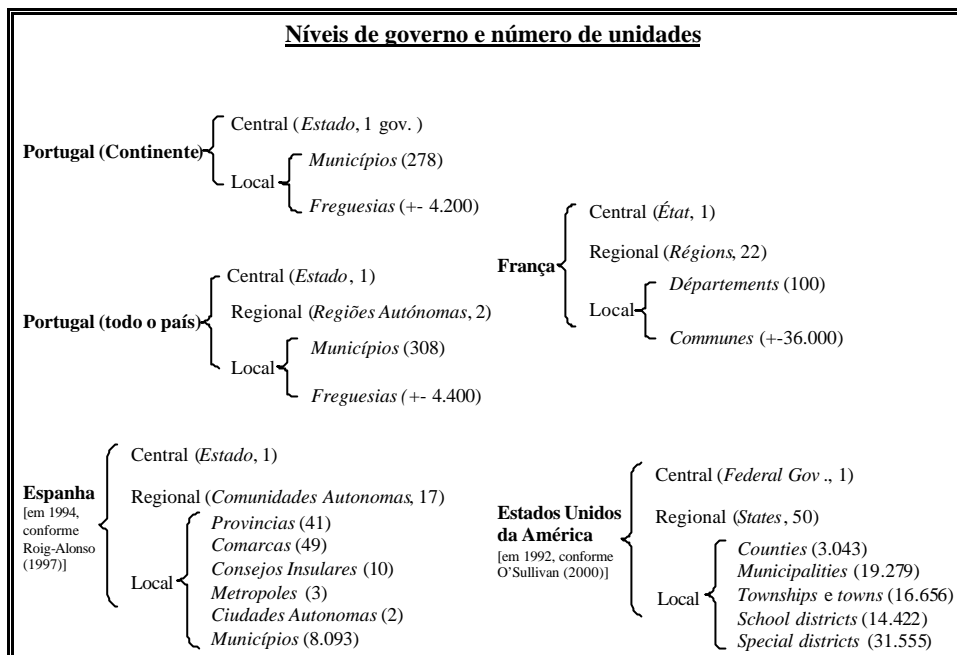 Níveis de governo e número de unidades
Portugal (Continente)
Central (Estado, 1 gov. )
Local
Municípios (278)
Freguesias (+- 4.200)
França
Central (État, 1)
Regional (Régions, 22)
Local
Départements (100)
Communes (+-36.000)
Portugal (todo o país)
Central (Estado, 1)
Regional (Regiões Autónomas, 2)
Local
Municípios (308)
Freguesias (+- 4.400)
Espanha
[em 1994,
conforme
Roig-Alonso
(1997)]
Central (Estado, 1)
Regional (Comunidades Autonomas, 17)
Local
Provincias (41)
Comarcas (49)
Consejos Insulares (10)
Metropoles (3)
Ciudades Autonomas (2)
Municípios (8.093)
Estados Unidos
da América
[em 1992, conforme
O'Sullivan (2000)]
Central (Federal Gov ., 1)
Regional (States, 50)
Local
Counties (3.043)
Municipalities (19.279)
Townships e towns (16.656)
School districts (14.422)
Special districts (31.555)